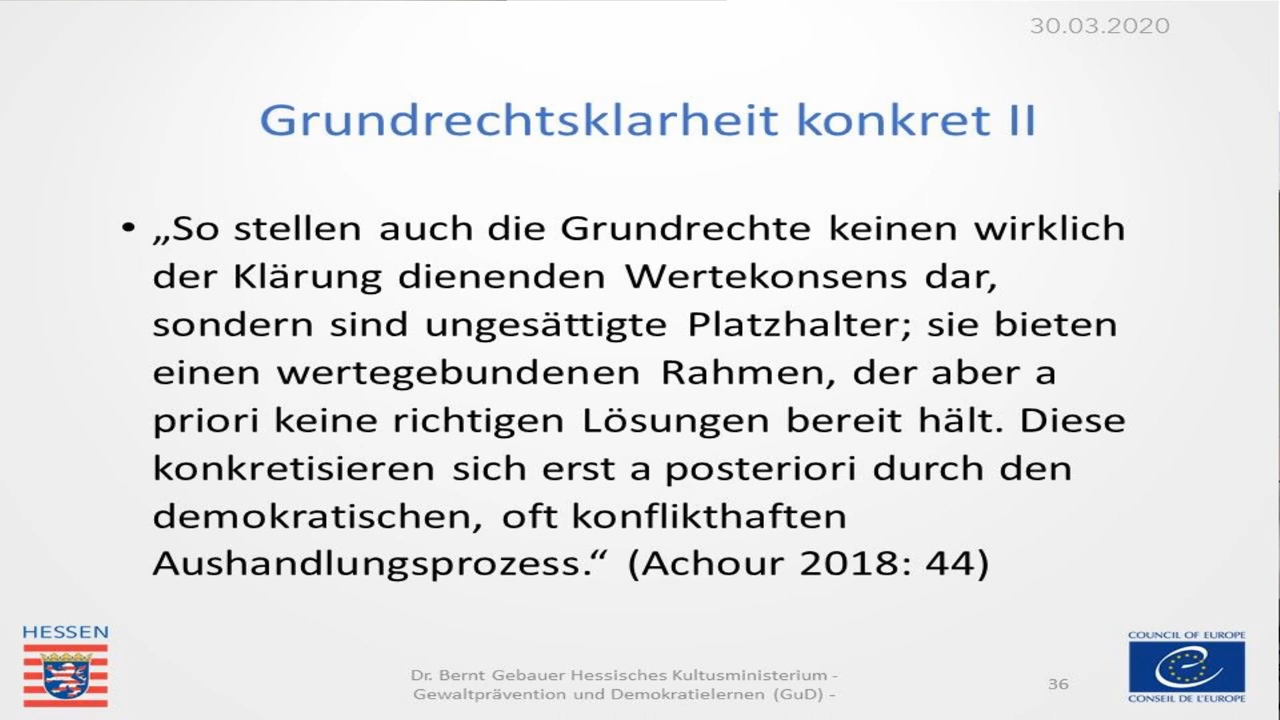 30.03.2020
Grundrechtsklarheit konkret II
• „So stellen auch die Grundrechte keinen wirklich
der Klärung dienenden Wertekonsens dar,
sondern sind ungesättigte Platzhalter; sie bieten
einen wertegebundenen Rahmen, der aber a
priori keine richtigen Lösungen bereit hält. Diese
konkretisieren sich erst a posteriori durch den
demokratischen, oft konflikthaften
Aushandlungsprozess.“ (Achour 2018: 44)
HESSEN
Dr. Bernt Gebauer Hessisches Kultusministerium -
Gewaltprävention und Demokratielernen (GuD) -
36
COUNCIL OF EUROPE
CONSEIL DE L'EUROPE